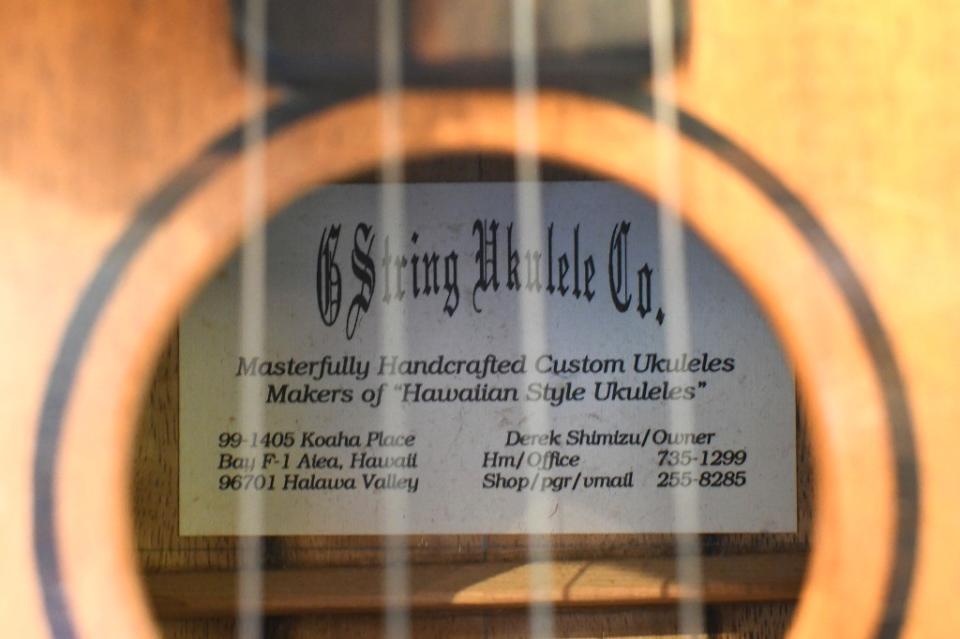 G String Ukulele Co.
Masterfully Handcrafted Custom Ukuleles
Makers of “Hawaiian Style Ukuleles”
99-1405 Koaha Place
Bay F-1 Aiea, Hawaii
96701 Halawa Valley
Derek Shimizu/Owner
Hm/Office 735-1299
Shop/pgr/vmail 255-8285